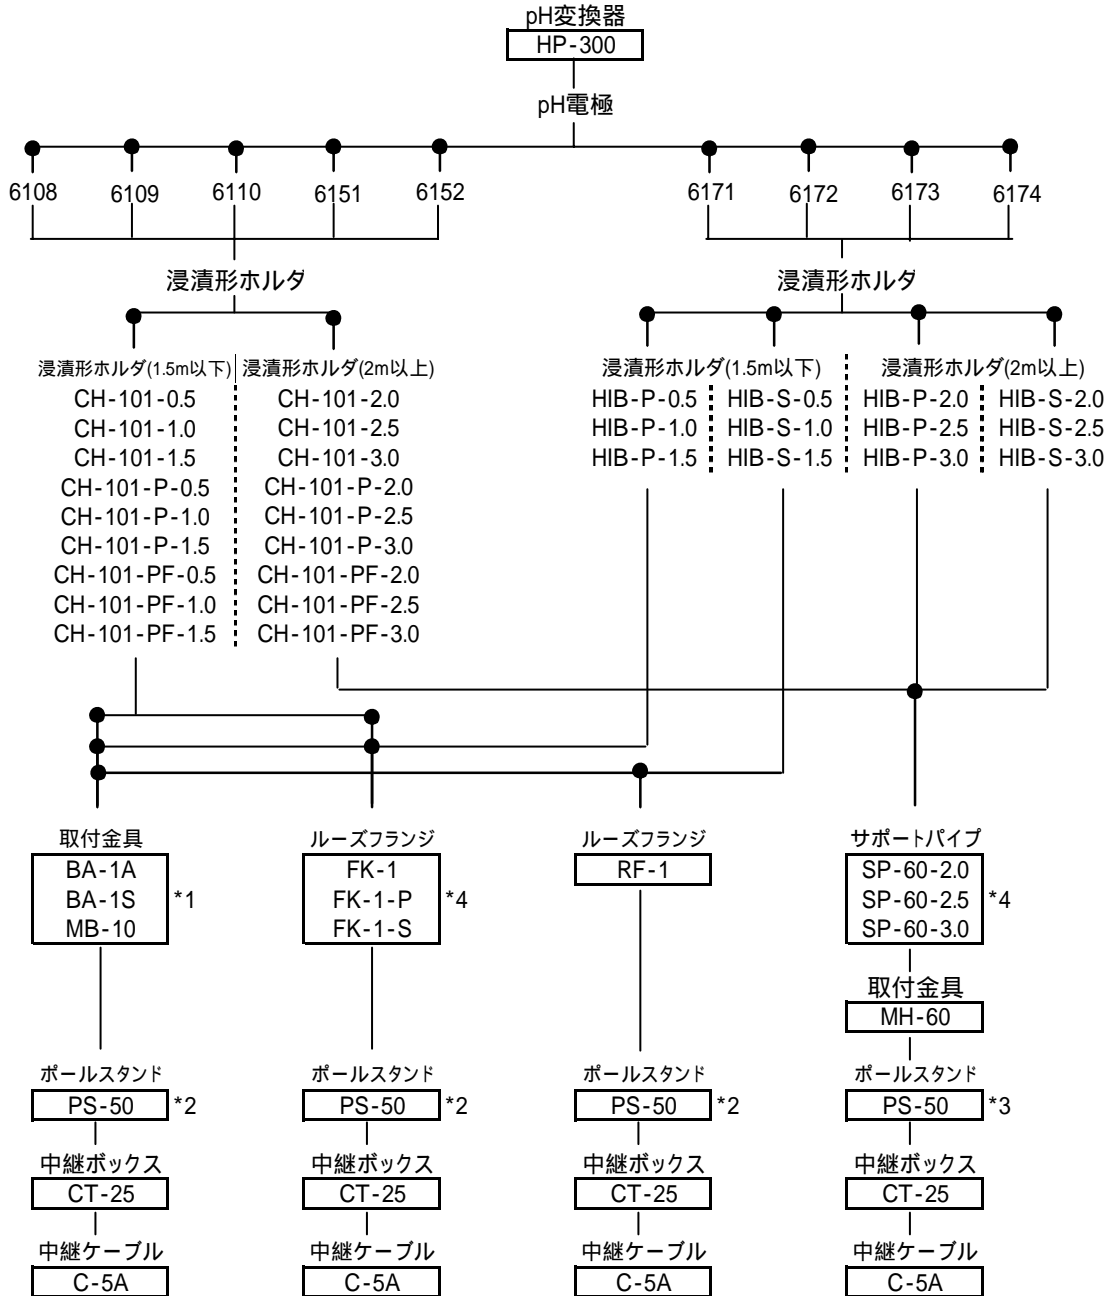 pH変換器
HP-300
pH電極
6108 6109 6110 6151 6152 6171 6172 6173 6174
浸漬形ホルダ 浸漬形ホルダ
浸漬形ホルダ(1.5m以下) 浸漬形ホルダ(2m以上) 浸漬形ホルダ(1.5m以下) 浸漬形ホルダ(2m以上)
CH-101-0.5 CH-101-2.0 HIB-P-0.5 HIB-S-0.5 HIB-P-2.0 HIB-S-2.0
CH-101-1.0 CH-101-2.5 HIB-P-1.0 HIB-S-1.0 HIB-P-2.5 HIB-S-2.5
CH-101-1.5 CH-101-3.0 HIB-P-1.5 HIB-S-1.5 HIB-P-3.0 HIB-S-3.0
CH-101-P-0.5 CH-101-P-2.0
CH-101-P-1.0 CH-101-P-2.5
CH-101-P-1.5 CH-101-P-3.0
CH-101-PF-0.5 CH-101-PF-2.0
CH-101-PF-1.0 CH-101-PF-2.5
CH-101-PF-1.5 CH-101-PF-3.0
取付金具 ルーズフランジ ルーズフランジ サポートパイプ
BA-1A FK-1 RF-1 SP-60-2.0
BA-1S *1 FK-1-P *4 SP-60-2.5 *4
MB-10 FK-1-S SP-60-3.0
取付金具
MH-60
ポールスタンド ポールスタンド ポールスタンド ポールスタンド
PS-50 *2 PS-50 *2 PS-50 *2 PS-50 *3
中継ボックス 中継ボックス 中継ボックス 中継ボックス
CT-25 CT-25 CT-25 CT-25
中継ケーブル 中継ケーブル 中継ケーブル 中継ケーブル
C-5A C-5A C-5A C-5A